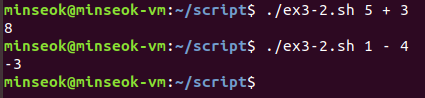 minseok@minseok-vm:~/script$ ./ex3-2.sh 5 + 3
8
minseok@minseok-vm:~/script$ ./ex3-2.sh 1 - 4
-3
minseok@minseok-vm:~/script$